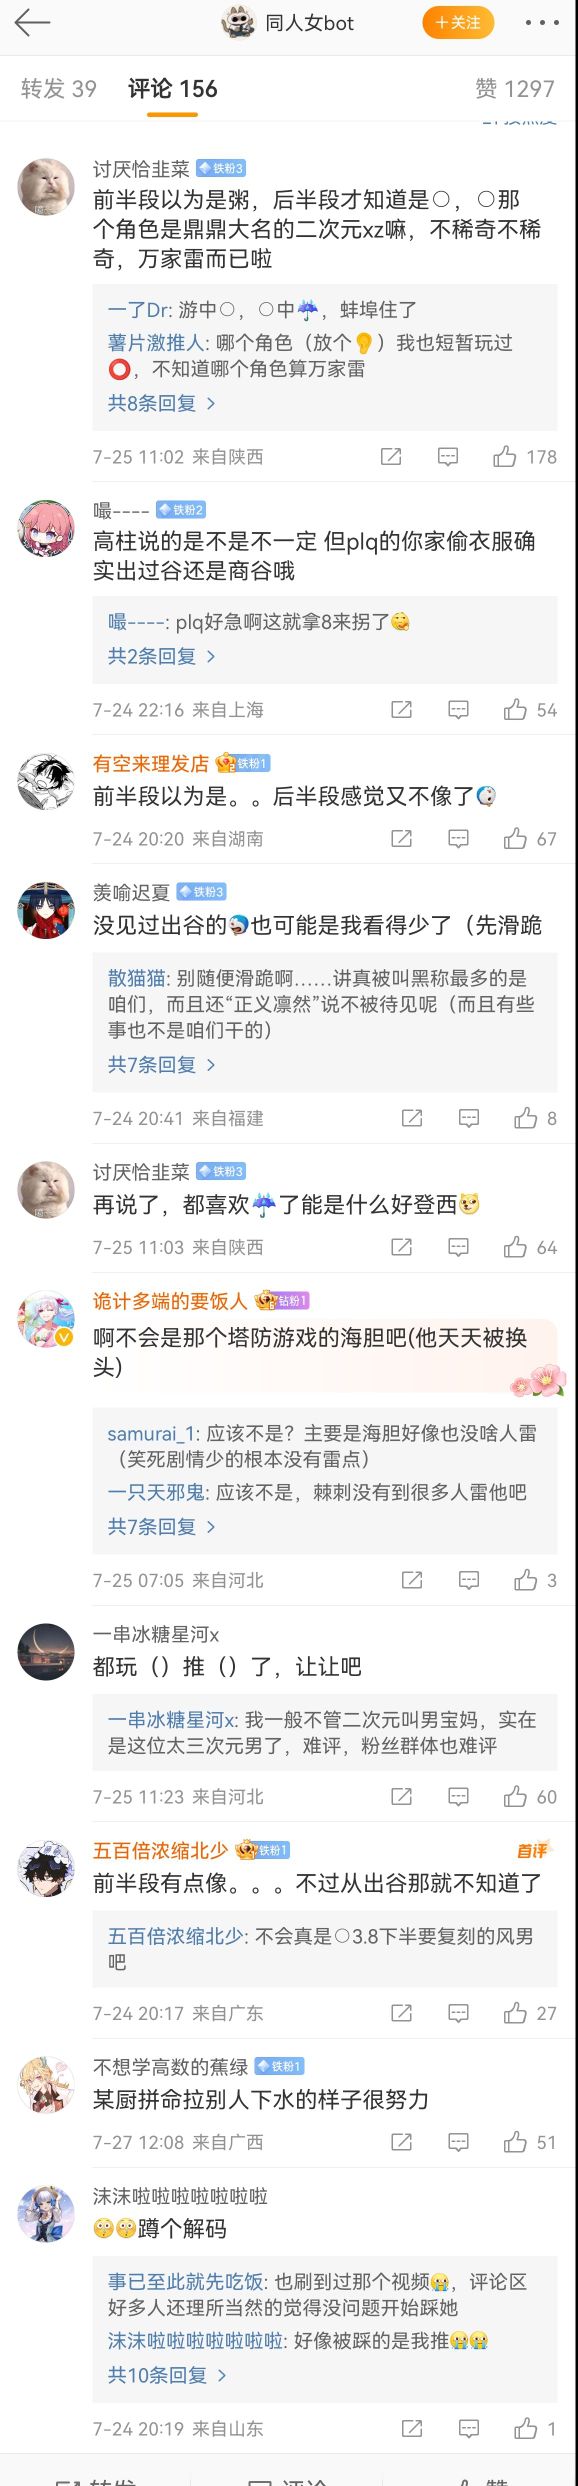 同人女bot
+关注
转发 39
评论 156
赞 1297
讨厌恰韭菜 铁粉3
前半段以为是粥，后半段才知道是○，○那
个角色是鼎鼎大名的二次元xz嘛，不稀奇不稀
奇，万家雷而已啦
一了Dr: 游中○，○中☔，蚌埠住了
薯片激推人: 哪个角色（放个👂）我也短暂玩过
⭕，不知道哪个角色算万家雷
共8条回复 >
7-25 11:02 来自陕西
178
嘬---- 铁粉2
高柱说的是不是不一定 但plq的你家偷衣服确
实出过谷还是商谷哦
嘬----: plq好急啊这就拿8来拐了
共2条回复 >
7-24 22:16 来自上海
54
有空来理发店 铁粉1
前半段以为是。。后半段感觉又不像了
7-24 20:20 来自湖南
67
羡喻迟夏 铁粉3
没见过出谷的也可能是我看得少了（先滑跪
散猫猫: 别随便滑跪啊……讲真被叫黑称最多的是
咱们，而且还“正义凛然”说不被待见呢（而且有些
事也不是咱们干的）
共7条回复 >
7-24 20:41 来自福建
8
讨厌恰韭菜 铁粉3
再说了，都喜欢☔了能是什么好登西
7-25 11:03 来自陕西
64
诡计多端的要饭人 钻粉1
啊不会是那个塔防游戏的海胆吧(他天天被换
头）
samurai_1: 应该不是？主要是海胆好像也没啥人雷
（笑死剧情少的根本没有雷点）
一只天邪鬼: 应该不是，棘刺没有到很多人雷他吧
共7条回复 >
7-25 07:05 来自河北
3
一串冰糖星河x
都玩（）推（）了，让让吧
一串冰糖星河x: 我一般不管二次元叫男宝妈，实在
是这位太三次元男了，难评，粉丝群体也难评
7-25 11:23 来自河北
60
五百倍浓缩北少 铁粉1
首评
前半段有点像。。。不过从出谷那就不知道了
五百倍浓缩北少: 不会真是○3.8下半要复刻的风男
吧
7-24 20:17 来自广东
27
不想学高数的蕉绿 铁粉1
某厨拼命拉别人下水的样子很努力
7-27 12:08 来自广西
51
沫沫啦啦啦啦啦啦啦
😳😳蹲个解码
事已至此就先吃饭: 也刷到过那个视频😭，评论区
好多人还理所当然的觉得没问题开始踩她
沫沫啦啦啦啦啦啦啦: 好像被踩的是我推😭😭
共10条回复 >
7-24 20:19 来自山东
1